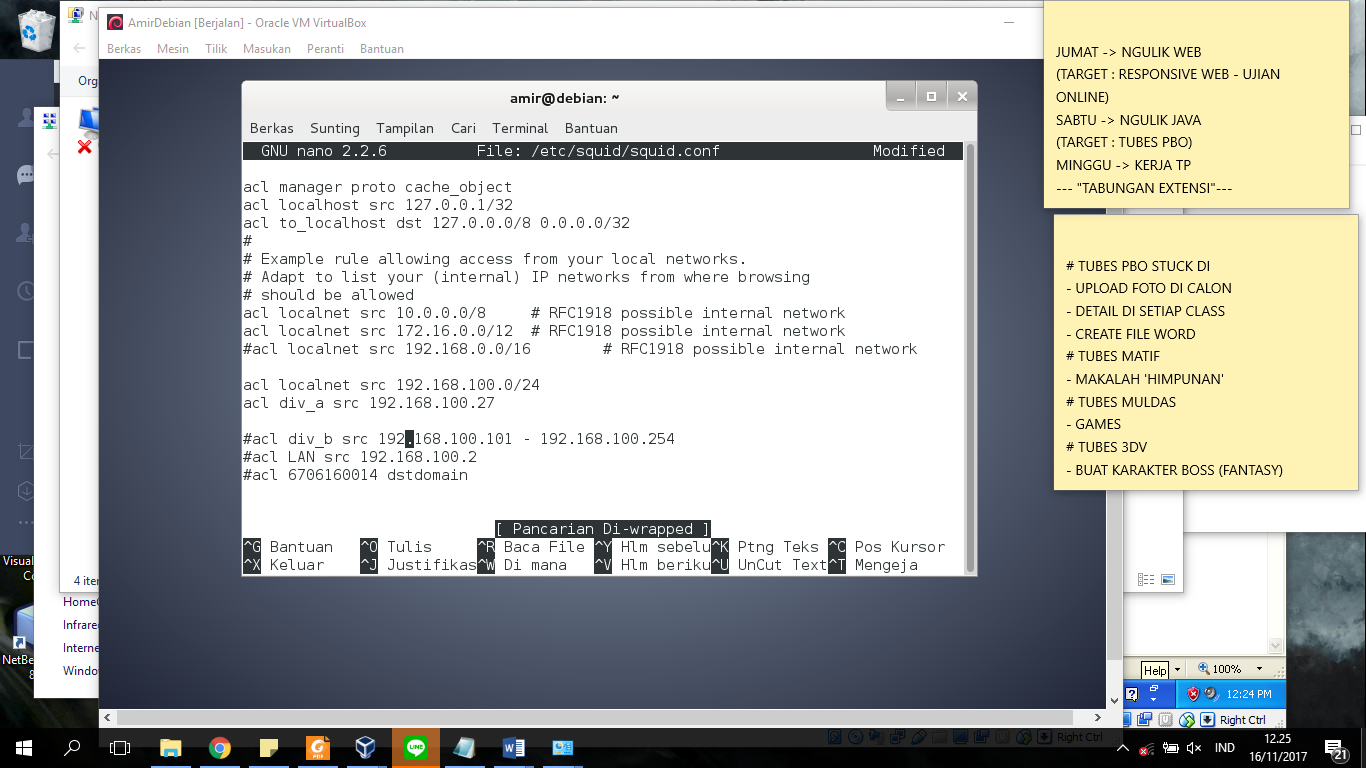 AmirDebian [Berjalan] - Oracle VM VirtualBox
Berkas Mesin Tilik Masukan Peranti Bantuan
amir@debian: ~
Berkas Sunting Tampilan Cari Terminal Bantuan
GNU nano 2.2.6 File: /etc/squid/squid.conf Modified
acl manager proto cache_object
acl localhost src 127.0.0.1/32
acl to_localhost dst 127.0.0.0/8 0.0.0.0/32
#
# Example rule allowing access from your local networks.
# Adapt to list your (internal) IP networks from where browsing
# should be allowed
acl localnet src 10.0.0.0/8 # RFC1918 possible internal network
acl localnet src 172.16.0.0/12 # RFC1918 possible internal network
#acl localnet src 192.168.0.0/16 # RFC1918 possible internal network
acl localnet src 192.168.100.0/24
acl div_a src 192.168.100.27
#acl div_b src 192.168.100.101 - 192.168.100.254
#acl LAN src 192.168.100.2
#acl 6706160014 dstdomain
[ Pancarian Di-wrapped ]
^G Bantuan ^O Tulis ^R Baca File ^Y Hlm sebelu ^K Ptng Teks ^C Pos Kursor
^X Keluar ^J Justifikas ^W Di mana ^V Hlm beriku ^U UnCut Text ^T Mengeja
JUMAT -> NGULIK WEB
(TARGET : RESPONSIVE WEB - UJIAN
ONLINE)
SABTU -> NGULIK JAVA
(TARGET : TUBES PBO)
MINGGU -> KERJA TP
--- "TABUNGAN EXTENSI"---
# TUBES PBO STUCK DI
- UPLOAD FOTO DI CALON
- DETAIL DI SETIAP CLASS
- CREATE FILE WORD
# TUBES MATIF
- MAKALAH 'HIMPUNAN'
# TUBES MULDAS
- GAMES
# TUBES 3DV
- BUAT KARAKTER BOSS (FANTASY)
N
Org
4 iter
HomeG
Infrare
Interne
Window
Visual
Co
NetBe
8
Help
100%
12:24 PM
Right Ctrl
Right Ctrl
IND
12.25
16/11/2017
21